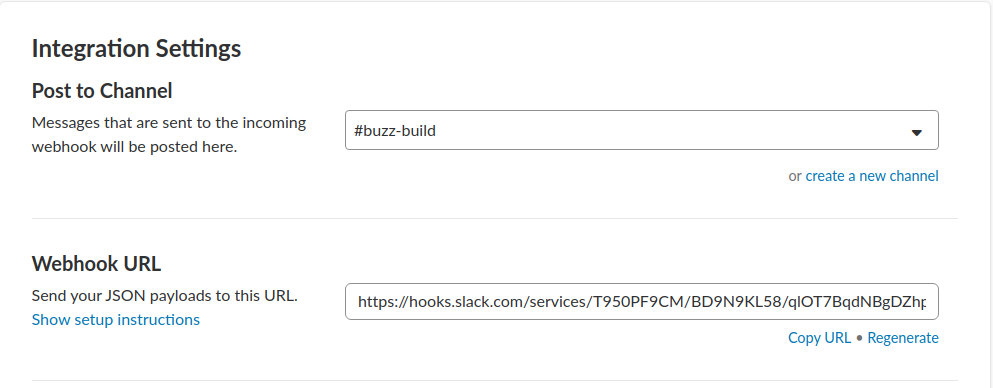 Integration Settings
Post to Channel
Messages that are sent to the incoming
webhook will be posted here.
#buzz-build
or create a new channel
Webhook URL
Send your JSON payloads to this URL.
Show setup instructions
https://hooks.slack.com/services/T950PF9CM/BD9N9KL58/qlOT7BqdNBgDZhp
Copy URL • Regenerate